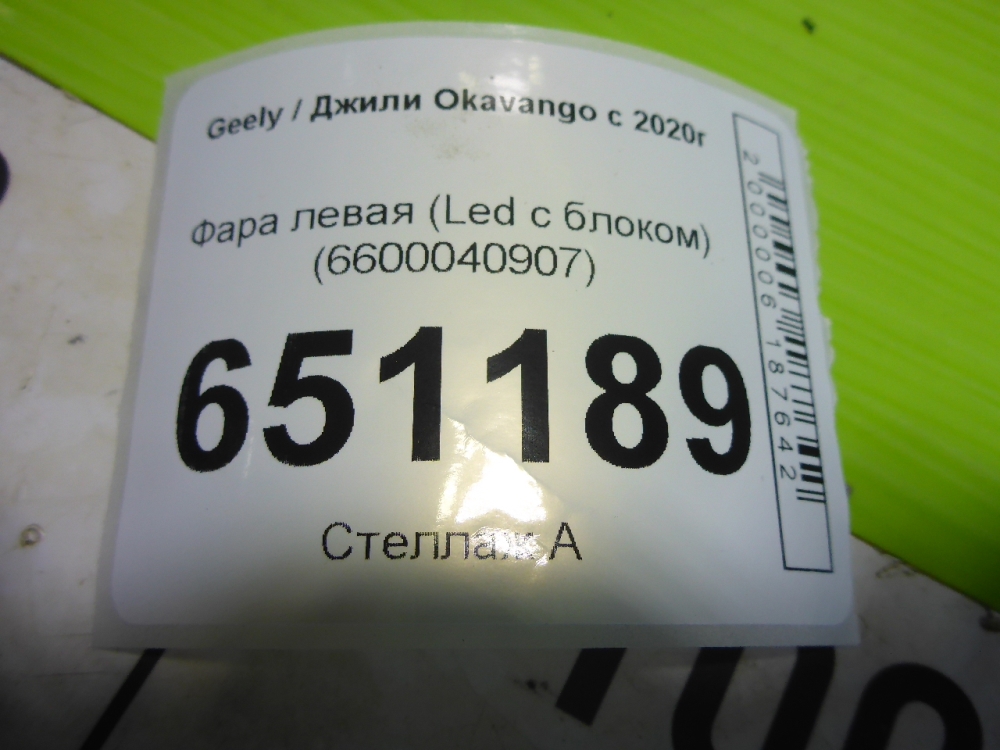 Geely / Джили Okavango с 2020г
Фара левая (Led с блоком)
(6600040907)
651189
Стеллаж А
2000006187642